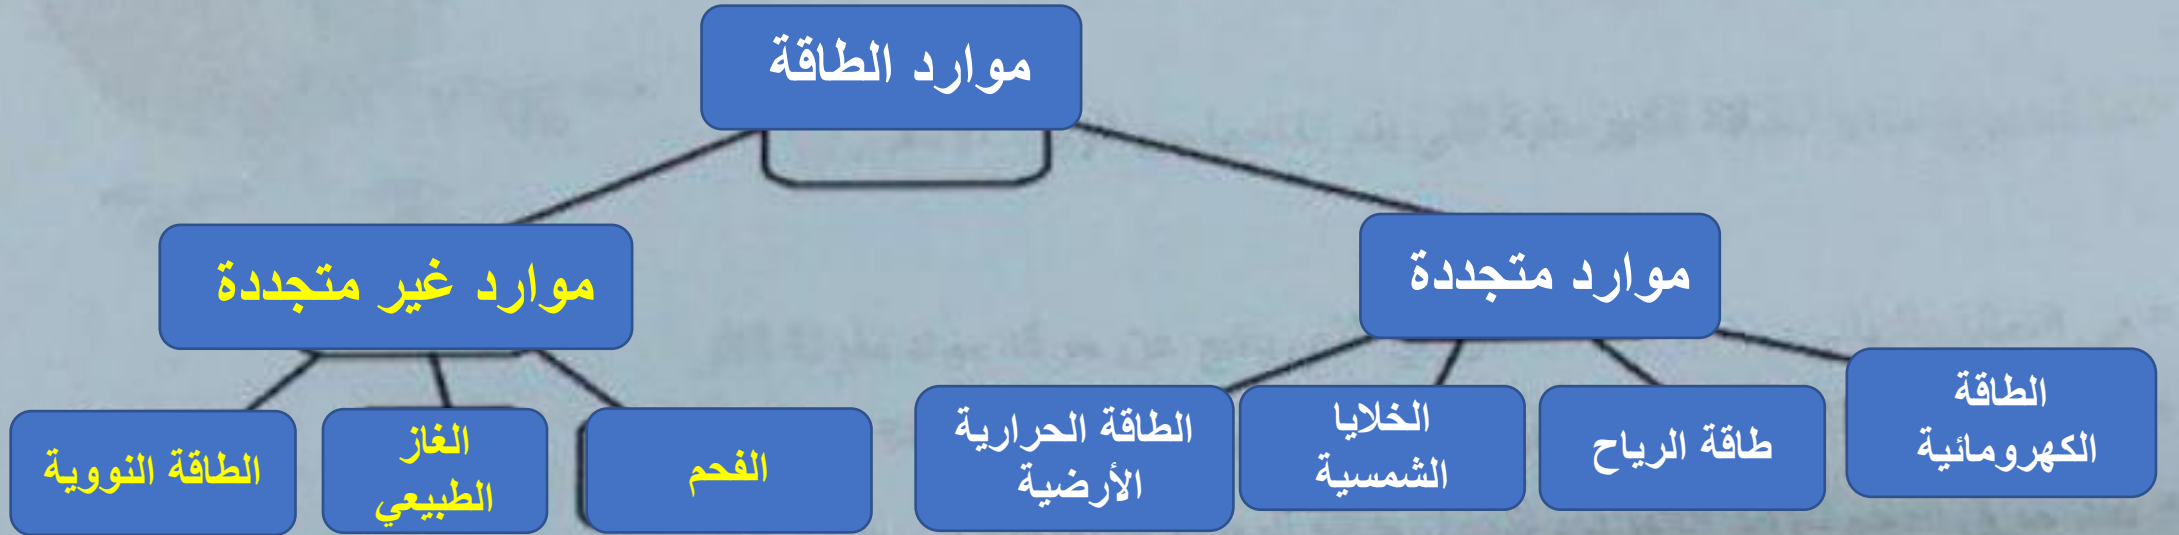 موارد الطاقة
موارد متجددة
موارد غير متجددة
الطاقة
الكهرومائية
طاقة الرياح
الخلايا
الشمسية
الطاقة الحرارية
الأرضية
الفحم
الغاز
الطبيعي
الطاقة النووية